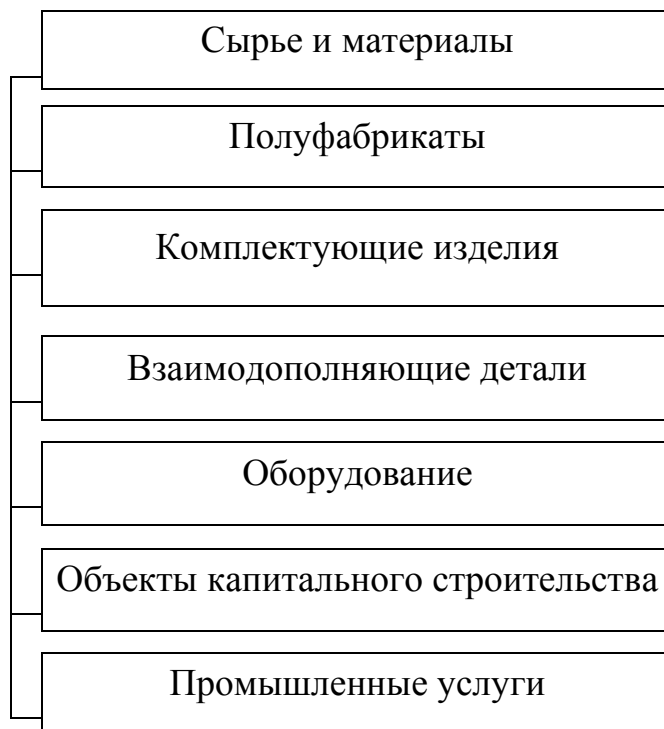 Сырье и материалы
Полуфабрикаты
Комплектующие изделия
Взаимодополняющие детали
Оборудование
Объекты капитального строительства
Промышленные услуги